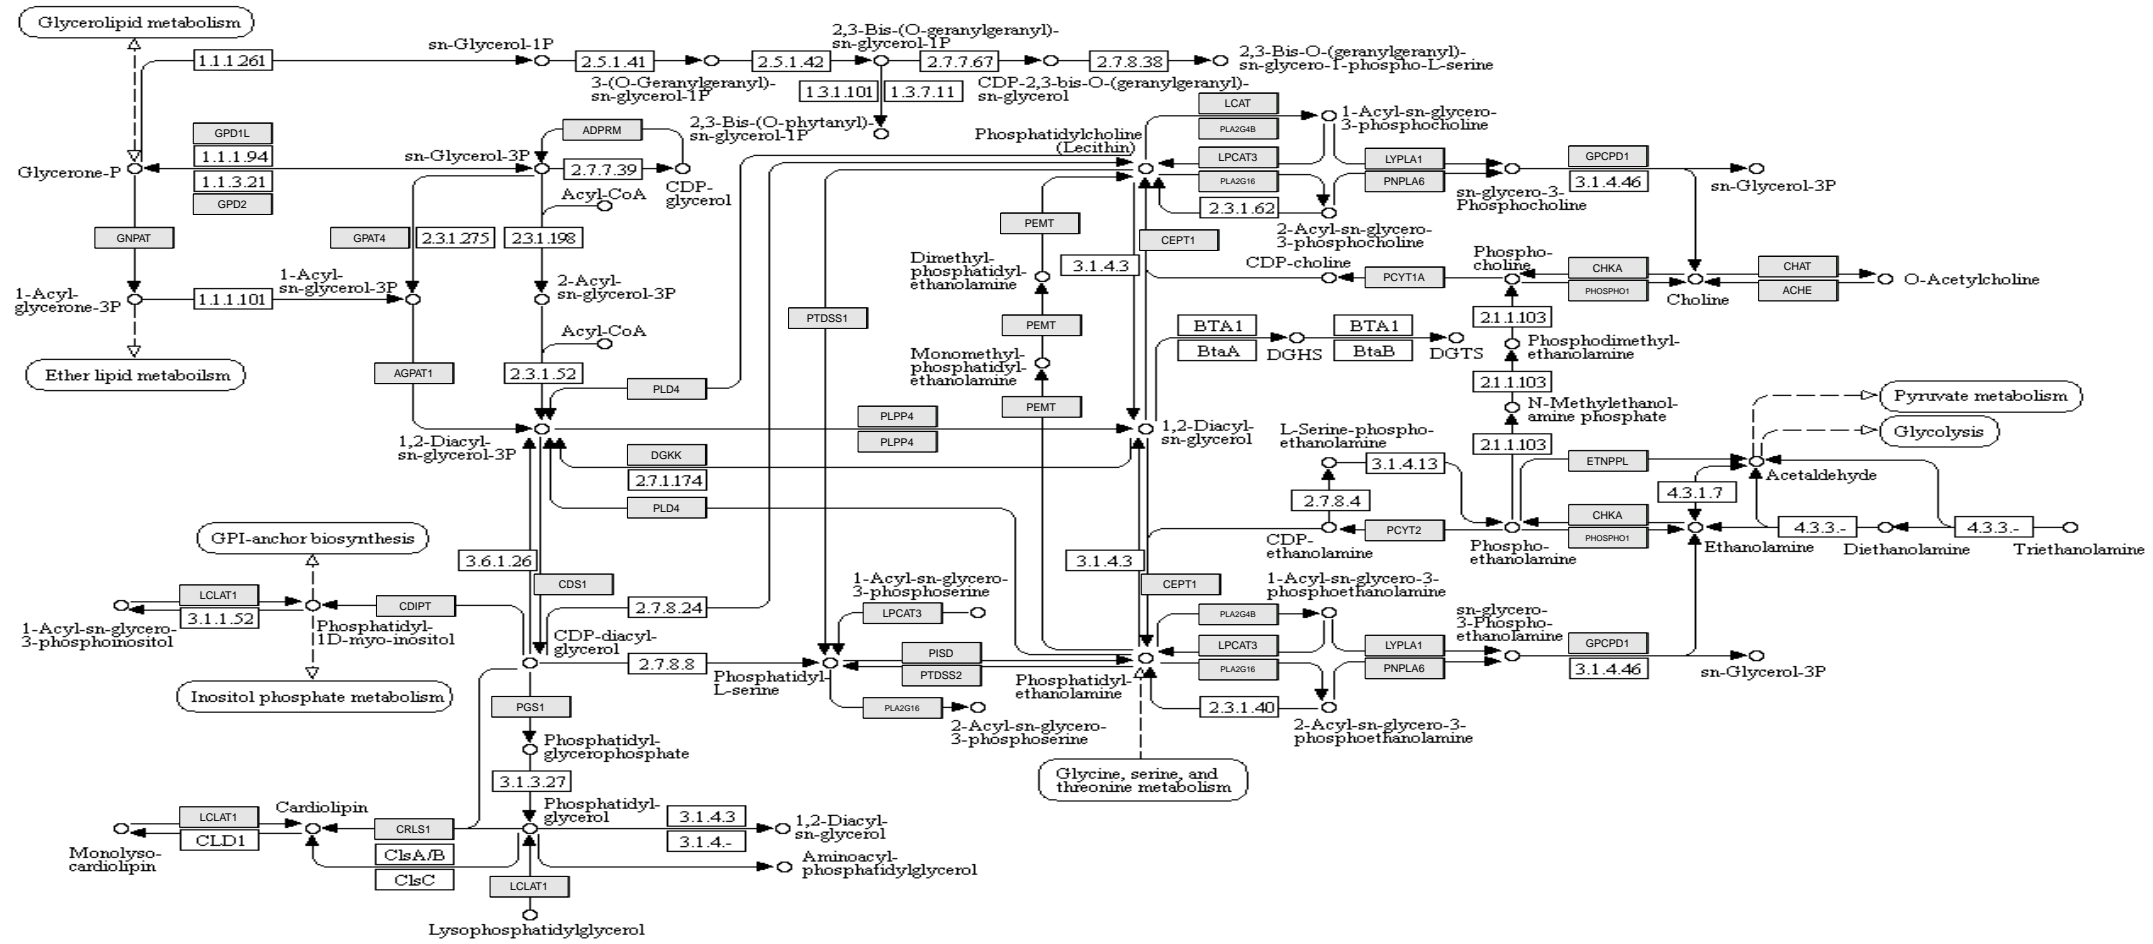 Glycerolipid metabolism
sn-Glycerol-1P
2,3-Bis-(O-geranylgeranyl)-
sn-glycerol-1P
1.1.1.261
2.5.1.41
2.5.1.42
2.7.7.67
2.7.8.38
2,3-Bis-O-(geranylgeranyl)-
sn-glycero-1-phospho-L-serine
3-(O-Geranylgeranyl)-
sn-glycerol-1P
1.3.1.101
1.3.7.11
CDP-2,3-bis-O-(geranylgeranyl)-
sn-glycerol
2,3-Bis-(O-phytanyl)-
sn-glycerol-1P
LCAT
PLA2G4B
1-Acyl-sn-glycero-
3-phosphocholine
Phosphatidylcholine
(Lecithin)
GPD1L
1.1.1.94
1.1.3.21
GPD2
Glycerone-P
sn-Glycerol-3P
ADPRM
2.7.7.39
CDP-
glycerol
Acyl-CoA
LPCAT3
PLA2G16
2.3.1.62
LYPLA1
PNPLA6
sn-glycero-3-
Phosphocholine
GPCPD1
3.1.4.46
sn-Glycerol-3P
2-Acyl-sn-glycero-
3-phosphocholine
GNPAT
GPAT4
2.3.1.275
2.3.1.198
PEMT
CEPT1
3.1.4.3
Dimethyl-
phosphatidyl-
ethanolamine
CDP-choline
PCYT1A
Phospho-
choline
CHKA
PHOSPHO1
Choline
CHAT
ACHE
O-Acetylcholine
1-Acyl-
glycerone-3P
1.1.1.101
1-Acyl-
sn-glycerol-3P
2-Acyl-
sn-glycerol-3P
Acyl-CoA
PTDSS1
PEMT
BTA1
BtaA
DGHS
BTA1
BtaB
DGTS
2.1.1.103
Phosphodimethyl-
ethanolamine
Monomethyl-
phosphatidyl-
ethanolamine
Ether lipid metaboilsm
AGPAT1
2.3.1.52
PLD4
PEMT
2.1.1.103
N-Methylethanol-
amine phosphate
Pyruvate metabolism
Glycolysis
PLPP4
PLPP4
1,2-Diacyl-
sn-glycerol-3P
1,2-Diacyl-
sn-glycerol
DGKK
2.7.1.174
PLD4
L-Serine-phospho-
ethanolamine
3.1.4.13
2.1.1.103
ETNPPL
Acetaldehyde
2.7.8.4
4.3.1.7
GPI-anchor biosynthesis
CDP-
ethanolamine
PCYT2
Phospho-
ethanolamine
CHKA
PHOSPHO1
Ethanolamine
4.3.3.-
Diethanolamine
4.3.3.-
Triethanolamine
3.6.1.26
CDS1
3.1.4.3
CEPT1
LCLAT1
3.1.1.52
1-Acyl-sn-glycero-
3-phosphoinositol
CDIPT
Phosphatidyl-
1D-myo-inositol
2.7.8.24
1-Acyl-sn-glycero-
3-phosphoserine
LPCAT3
1-Acyl-sn-glycero-3-
phosphoethanolamine
PLA2G4B
LPCAT3
PLA2G16
2.3.1.40
LYPLA1
PNPLA6
sn-glycero-
3-Phospho-
ethanolamine
GPCPD1
3.1.4.46
sn-Glycerol-3P
CDP-diacyl-
glycerol
2.7.8.8
Phosphatidyl-
L-serine
PISD
PTDSS2
Phosphatidyl-
ethanolamine
PLA2G16
2-Acyl-sn-glycero-
3-phosphoserine
2-Acyl-sn-glycero-3-
phosphoethanolamine
Inositol phosphate metabolism
PGS1
Phosphatidyl-
glycerophosphate
3.1.3.27
Glycine, serine, and
threonine metabolism
LCLAT1
CLD1
Monolyso-
cardiolipin
Cardiolipin
CRLS1
ClsA/B
ClsC
Phosphatidyl-
glycerol
3.1.4.3
3.1.4.-
1,2-Diacyl-
sn-glycerol
Aminoacyl-
phosphatidylglycerol
LCLAT1
Lysophosphatidylglycerol